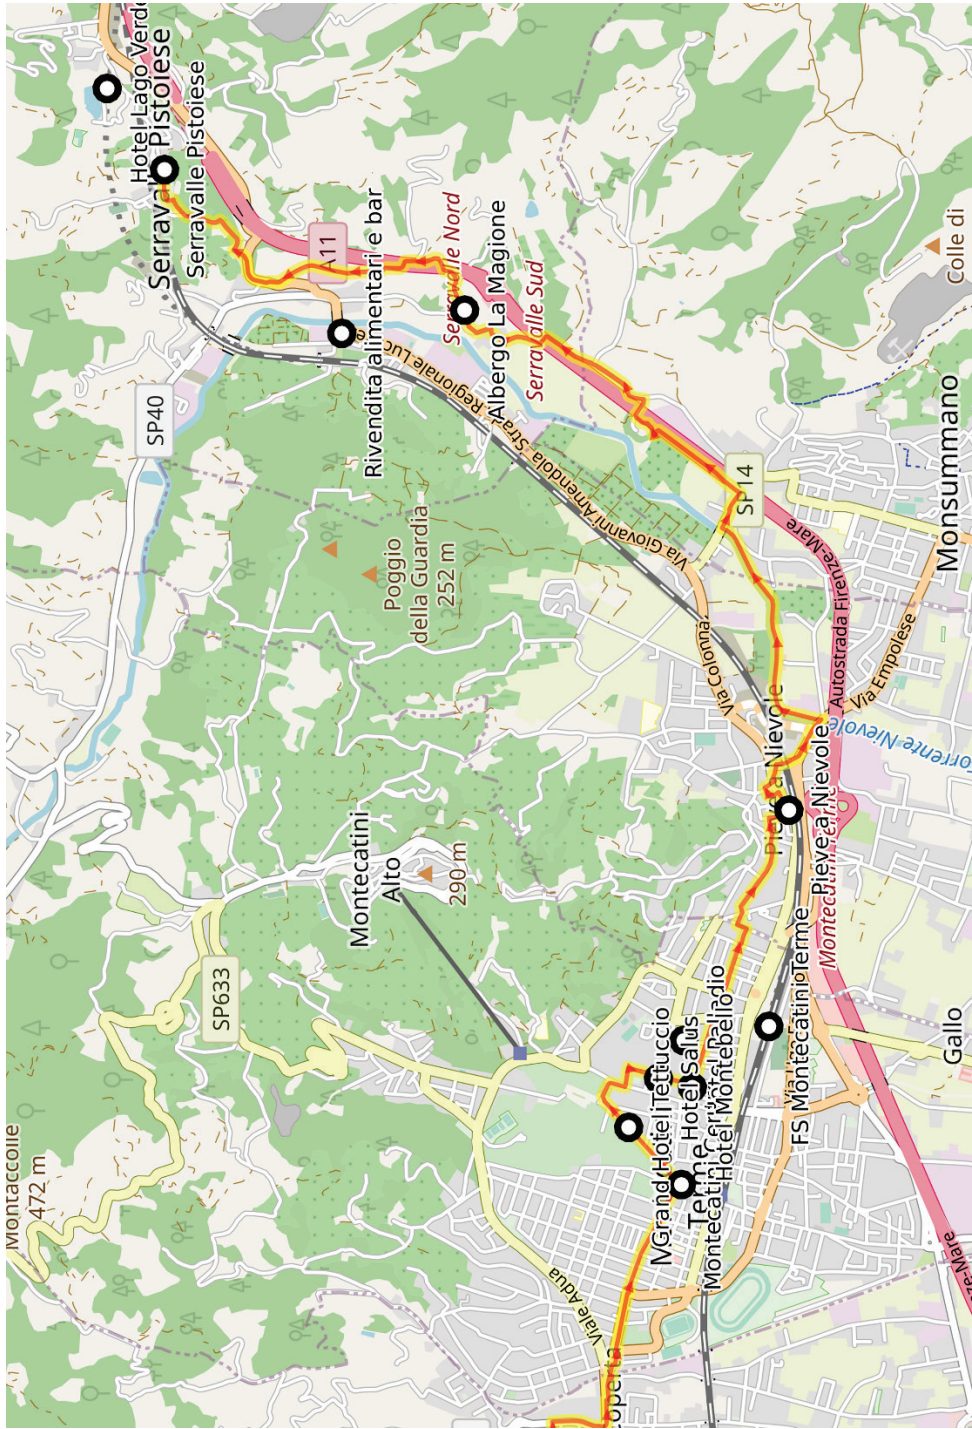 Hotel Lago Verde
Serravalle Pistoiese
Serravalle Pistoiese
A11
Rivendita alimentari e bar
Serravalle Nord
Albergo La Magione
Serravalle Sud
Colle di
SP40
Via Giovanni Amendola
SP14
Monsummano
Poggio
della Guardia
252 m
Via Colonna
Autostrada Firenze-Mare
Via Empolese
Pieve a Nievole
Pieve a Nievole
Montecatini
Alto
290 m
SP633
FS Montecatini Terme
Gallo
Hotel Salus
Hotel Montebello
Grand Hotel Tettuccio
Terme
Montecatini
Viale Adua
Montaccolle
472 m